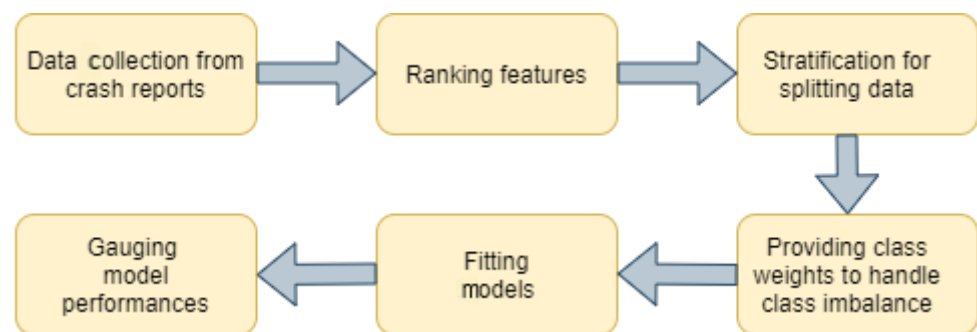 Data collection from
crash reports
Ranking features
Stratification for
splitting data
Providing class
weights to handle
class imbalance
Fitting
models
Gauging
model
performances